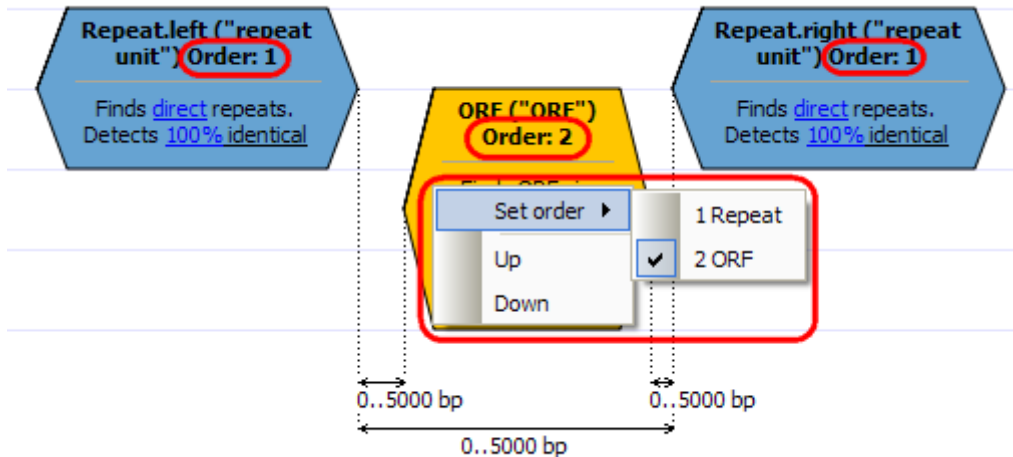 Repeat.left ("repeat
unit") Order: 1
Finds direct repeats.
Detects 100% identical
Repeat.right ("repeat
unit") Order: 1
Finds direct repeats.
Detects 100% identical
ORF ("ORF")
Order: 2
Set order
Up
Down
1 Repeat
2 ORF
0..5000 bp
0..5000 bp
0..5000 bp